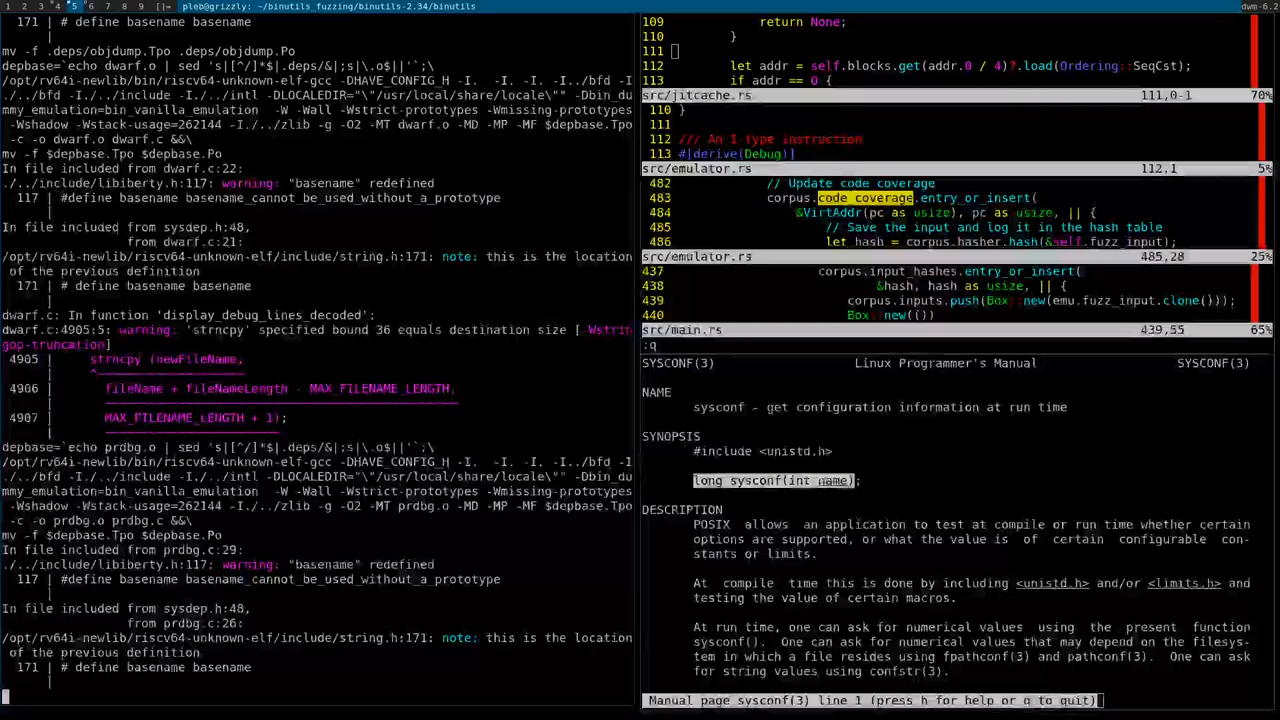 1 2 3 4 5 6 7 8 9 []= pleb@grizzly: ~/binutils_fuzzing/binutils-2.34/binutils dwm-6.2
171 | # define basename basename
|
mv -f .deps/objdump.Tpo .deps/objdump.Po
depbase=`echo dwarf.o | sed 's|[^/]*$|.deps/&|;s|\.o$||'`;\
/opt/rv64i-newlib/bin/riscv64-unknown-elf-gcc -DHAVE_CONFIG_H -I. -I. -I. -I../bfd -I
./../bfd -I./../include -I./../intl -DLOCALEDIR="\"/usr/local/share/locale\"" -Dbin_du
mmy_emulation=bin_vanilla_emulation -W -Wall -Wstrict-prototypes -Wmissing-prototypes
-Wshadow -Wstack-usage=262144 -I./../zlib -g -O2 -MT dwarf.o -MD -MP -MF $depbase.Tpo
-c -o dwarf.o dwarf.c &&\
mv -f $depbase.Tpo $depbase.Po
In file included from dwarf.c:22:
./../include/libiberty.h:117: warning: "basename" redefined
117 | #define basename basename_cannot_be_used_without_a_prototype
|
In file included from sysdep.h:48,
from dwarf.c:21:
/opt/rv64i-newlib/riscv64-unknown-elf/include/string.h:171: note: this is the location
of the previous definition
171 | # define basename basename
|
dwarf.c: In function 'display_debug_lines_decoded':
dwarf.c:4905:5: warning: 'strncpy' specified bound 36 equals destination size [-Wstrin
gop-truncation]
4905 | strncpy (newFileName,
| ^~~~~~~~~~~~~~~~~~~~~
4906 | fileName + fileNameLength - MAX_FILENAME_LENGTH,
| ~~~~~~~~~~~~~~~~~~~~~~~~~~~~~~~~~~~~~~~~~~~~~~~~
4907 | MAX_FILENAME_LENGTH + 1);
| ~~~~~~~~~~~~~~~~~~~~~~~~
depbase=`echo prdbg.o | sed 's|[^/]*$|.deps/&|;s|\.o$||'`;\
/opt/rv64i-newlib/bin/riscv64-unknown-elf-gcc -DHAVE_CONFIG_H -I. -I. -I../bfd -I
./../bfd -I./../include -I./../intl -DLOCALEDIR="\"/usr/local/share/locale\"" -Dbin_du
mmy_emulation=bin_vanilla_emulation -W -Wall -Wstrict-prototypes -Wmissing-prototypes
-Wshadow -Wstack-usage=262144 -I./../zlib -g -O2 -MT prdbg.o -MD -MP -MF $depbase.Tpo
-c -o prdbg.o prdbg.c &&\
mv -f $depbase.Tpo $depbase.Po
In file included from prdbg.c:29:
./../include/libiberty.h:117: warning: "basename" redefined
117 | #define basename basename_cannot_be_used_without_a_prototype
|
In file included from sysdep.h:48,
from prdbg.c:26:
/opt/rv64i-newlib/riscv64-unknown-elf/include/string.h:171: note: this is the location
of the previous definition
171 | # define basename basename
|
109 return None;
110 }
111
112 let addr = self.blocks.get(addr.0 / 4)?.load(Ordering::SeqCst);
113 if addr == 0 {
src/jitcache.rs 111,0-1 70%
110 }
111
112 /// An I type instruction
113 #[derive(Debug)]
src/emulator.rs 112,1 5%
482 // Update code coverage
483 corpus.code_coverage.entry_or_insert(
484 &VirtAddr(pc as usize), pc as usize, || {
485 // Save the input and log it in the hash table
486 let hash = corpus.hasher.hash(&self.fuzz_input);
src/emulator.rs 485,28 25%
437 corpus.input_hashes.entry_or_insert(
438 &hash, hash as usize, || {
439 corpus.inputs.push(Box::new(emu.fuzz_input.clone()));
440 Box::new(())
src/main.rs 439,55 65%
:q
SYSCONF(3) Linux Programmer's Manual SYSCONF(3)
NAME
sysconf - get configuration information at run time
SYNOPSIS
#include <unistd.h>
long sysconf(int name);
DESCRIPTION
POSIX allows an application to test at compile or run time whether certain
options are supported, or what the value is of certain configurable con-
stants or limits.
At compile time this is done by including <unistd.h> and/or <limits.h> and
testing the value of certain macros.
At run time, one can ask for numerical values using the present function
sysconf(). One can ask for numerical values that may depend on the filesys-
tem in which a file resides using fpathconf(3) and pathconf(3). One can ask
for string values using confstr(3).
Manual page sysconf(3) line 1 (press h for help or q to quit)